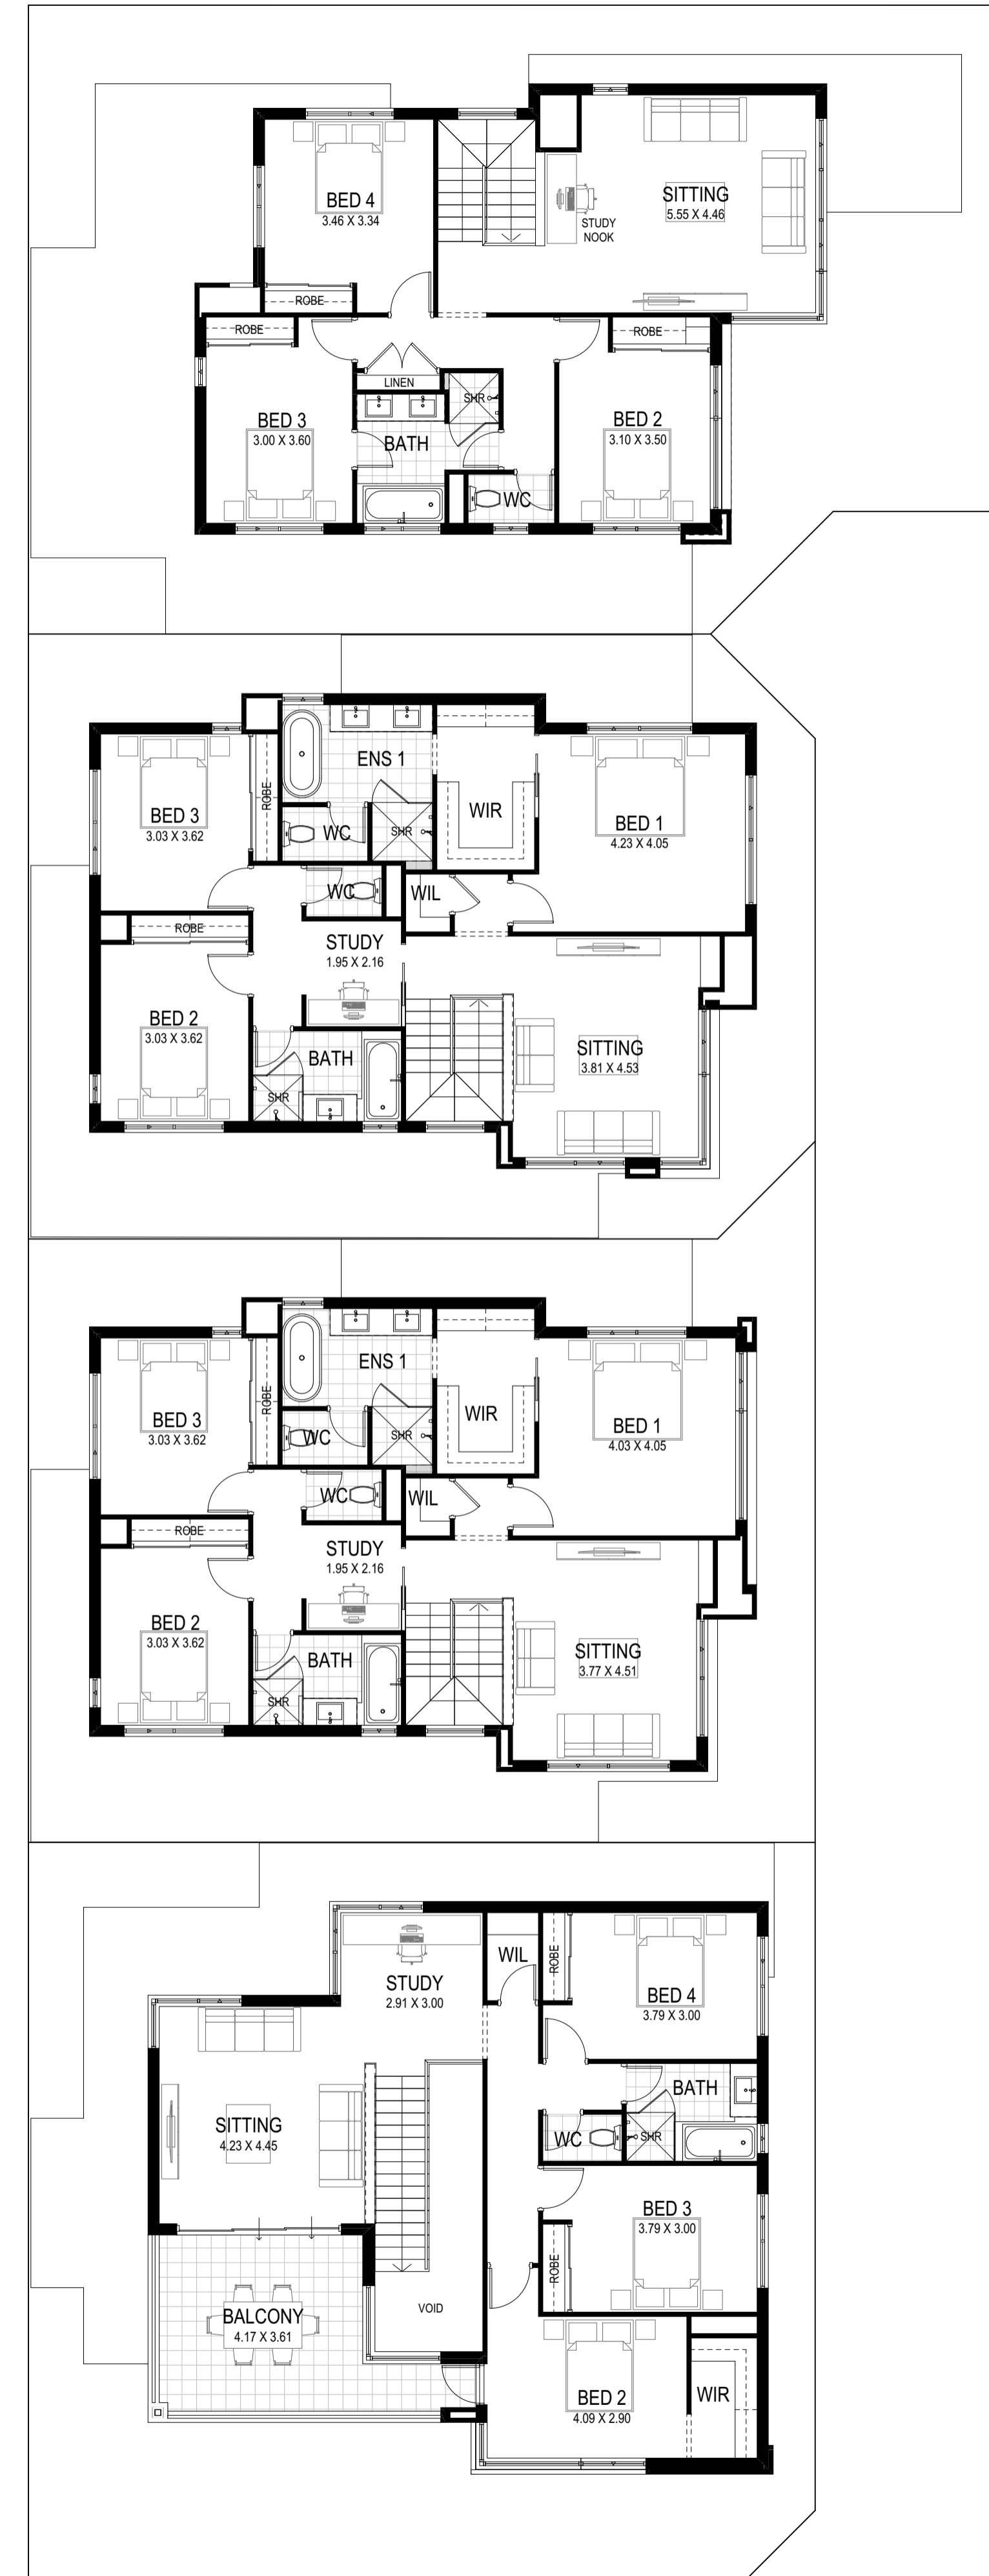 BED 4
3.46 X 3.34
SITTING
5.55 X 4.46
STUDY
NOOK
ROBE
ROBE
ROBE
LINEN
SHR
BED 3
3.00 X 3.60
BATH
BED 2
3.10 X 3.50
WC
ENS 1
ROBE
BED 3
3.03 X 3.62
WIR
BED 1
4.23 X 4.05
WC
SHR
WC
WIL
ROBE
STUDY
1.95 X 2.16
BED 2
3.03 X 3.62
BATH
SITTING
3.81 X 4.53
SHR
ENS 1
ROBE
BED 3
3.03 X 3.62
WIR
BED 1
4.03 X 4.05
WC
SHR
WC
WIL
ROBE
STUDY
1.95 X 2.16
BED 2
3.03 X 3.62
BATH
SITTING
3.77 X 4.51
SHR
WIL
ROBE
STUDY
2.91 X 3.00
BED 4
3.79 X 3.00
BATH
SITTING
4.23 X 4.45
WC
SHR
BED 3
3.79 X 3.00
ROBE
VOID
BALCONY
4.17 X 3.61
BED 2
4.09 X 2.90
WIR